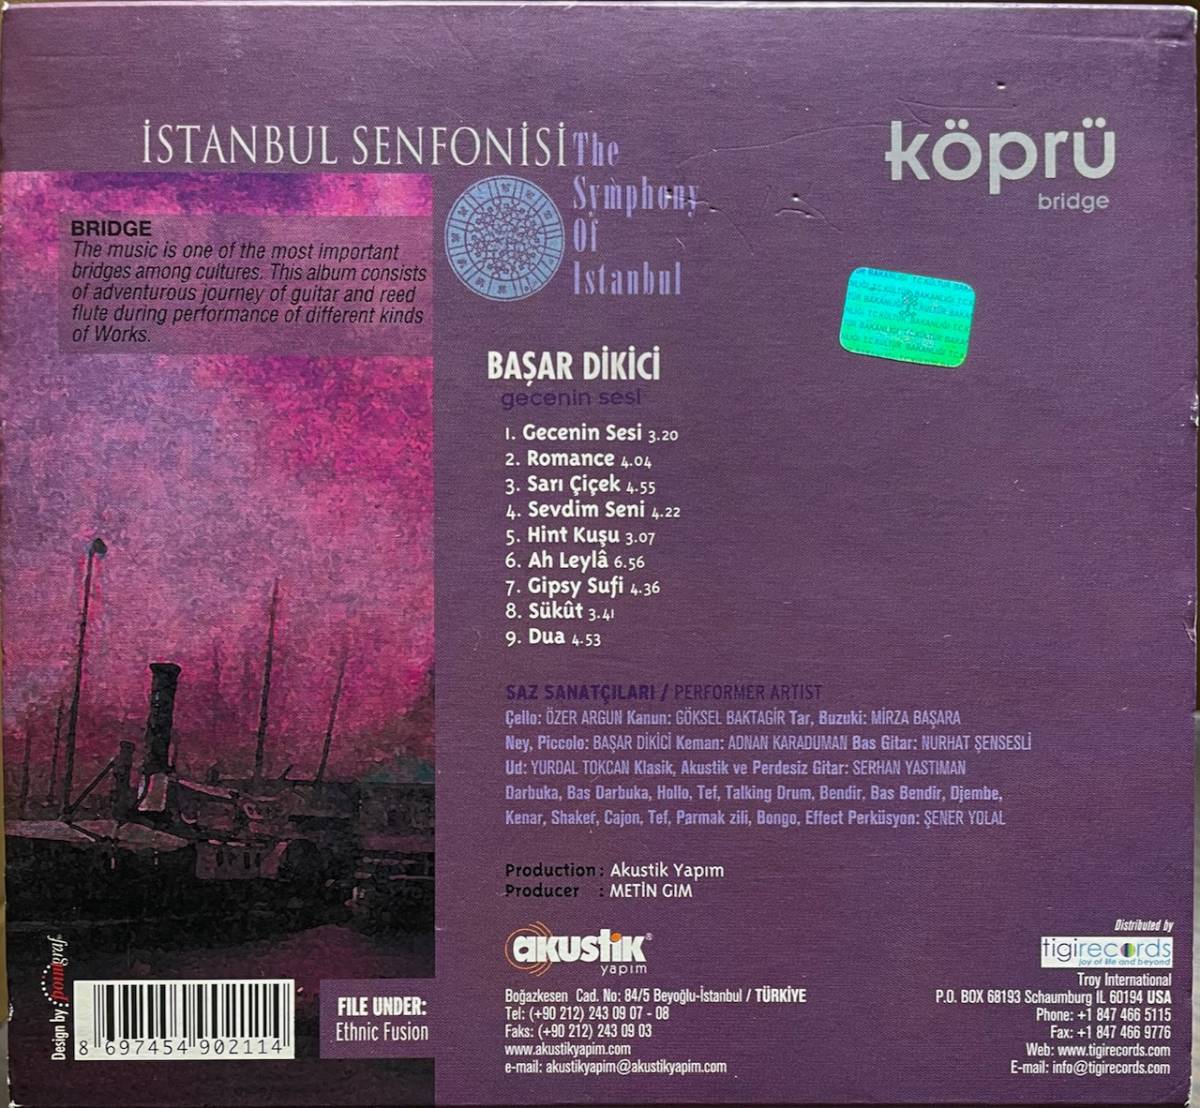 İSTANBUL SENFONİSİ
The
Symphony
Of
Istanbul
köprü
bridge
BRIDGE
The music is one of the most important
bridges among cultures. This album consists
of adventurous journey of guitar and reed
flute during performance of different kinds
of Works.
BAŞAR DİKİCİ
gecenin sesi
1. Gecenin Sesi 3.20
2. Romance 4.04
3. Sarı Çiçek 4.55
4. Sevdim Seni 4.22
5. Hint Kuşu 3.07
6. Ah Leylâ 6.56
7. Gipsy Sufi 4.36
8. Sükût 3.41
9. Dua 4.53
SAZ SANATÇILARI / PERFORMER ARTIST
Çello: ÖZER ARGUN Kanun: GÖKSEL BAKTAGİR Tar, Buzuki: MİRZA BAŞARA
Ney, Piccolo: BAŞAR DİKİCİ Keman: ADNAN KARADUMAN Bas Gitar: NURHAT ŞENSESLİ
Ud: YURDAL TOKCAN Klasik, Akustik ve Perdesiz Gitar: SERHAN YASTIMAN
Darbuka, Bas Darbuka, Hollo, Tef, Talking Drum, Bendir, Bas Bendir, Djembe,
Kenar, Shaker, Cajon, Tef, Parmak zili, Bongo, Effect Perküsyon: ŞENER YOLAL
Production : Akustik Yapım
Producer : METİN GIM
akustik®
yapım
Boğazkesen Cad. No: 84/5 Beyoğlu-İstanbul / TÜRKİYE
Tel: (+90 212) 243 09 07 - 08
Faks: (+90 212) 243 09 03
www.akustikyapim.com
e-mail: akustikyapim@akustikyapim.com
Distributed by
tigirecords
joy of life and beyond
Troy International
P.O. BOX 68193 Schaumburg IL 60194 USA
Phone: +1 847 466 5115
Fax: +1 847 466 9776
Web: www.tigirecords.com
E-mail: info@tigirecords.com
Design by pointgraf
8 697454 902114
FILE UNDER:
Ethnic Fusion